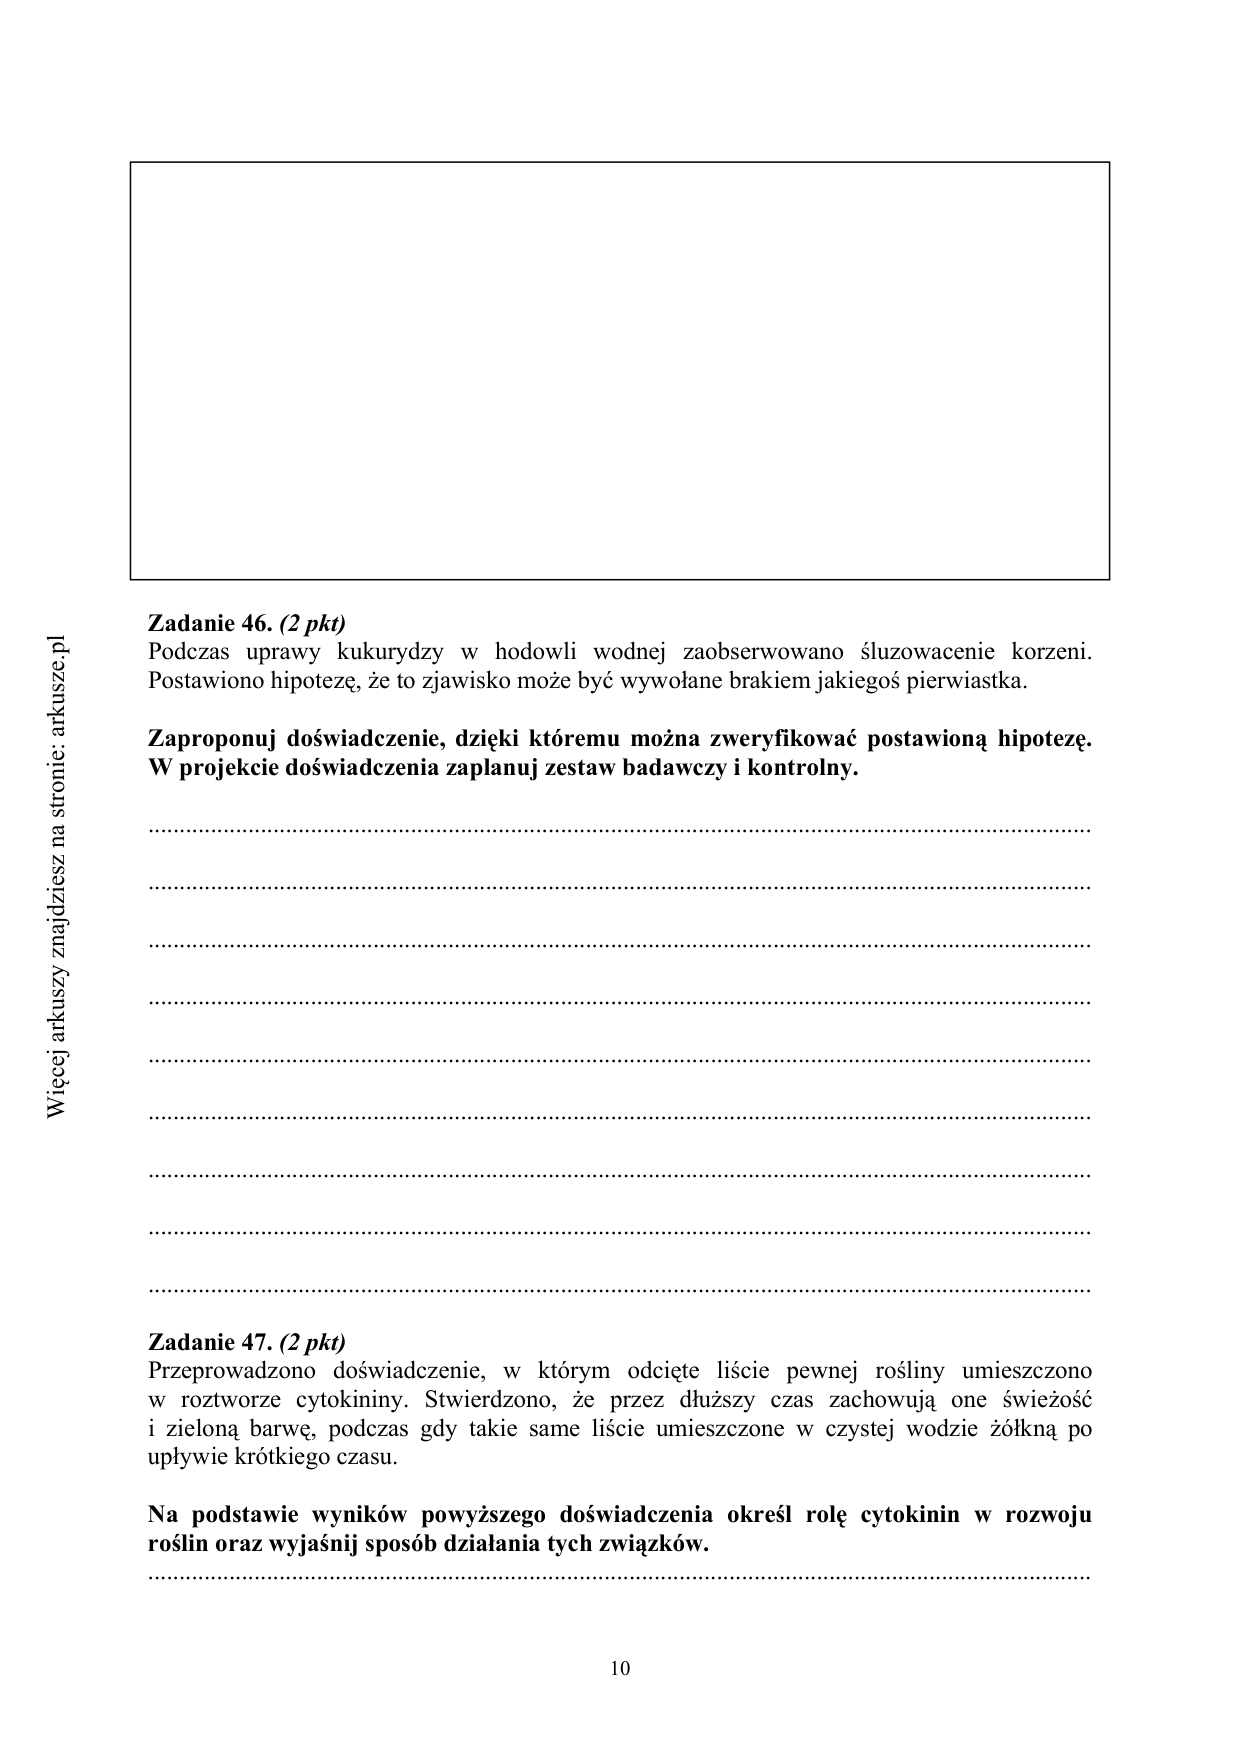 Zadanie 46. (2 pkt)
Podczas uprawy kukurydzy w hodowli wodnej zaobserwowano śluzowacenie korzeni.
Postawiono hipotezę, że to zjawisko może być wywołane brakiem jakiegoś pierwiastka.
Zaproponuj doświadczenie, dzięki któremu można zweryfikować postawioną hipotezę.
W projekcie doświadczenia zaplanuj zestaw badawczy i kontrolny.
Zadanie 47. (2 pkt)
Przeprowadzono doświadczenie, w którym odcięte liście pewnej rośliny umieszczono
w roztworze cytokininy. Stwierdzono, że przez dłuższy czas zachowują one świeżość
i zieloną barwę, podczas gdy takie same liście umieszczone w czystej wodzie żółkną po
upływie krótkiego czasu.
Na podstawie wyników powyższego doświadczenia określ rolę cytokinin w rozwoju
roślin oraz wyjaśnij sposób działania tych związków.
10
Więcej arkuszy znajdziesz na stronie: arkusze.pl